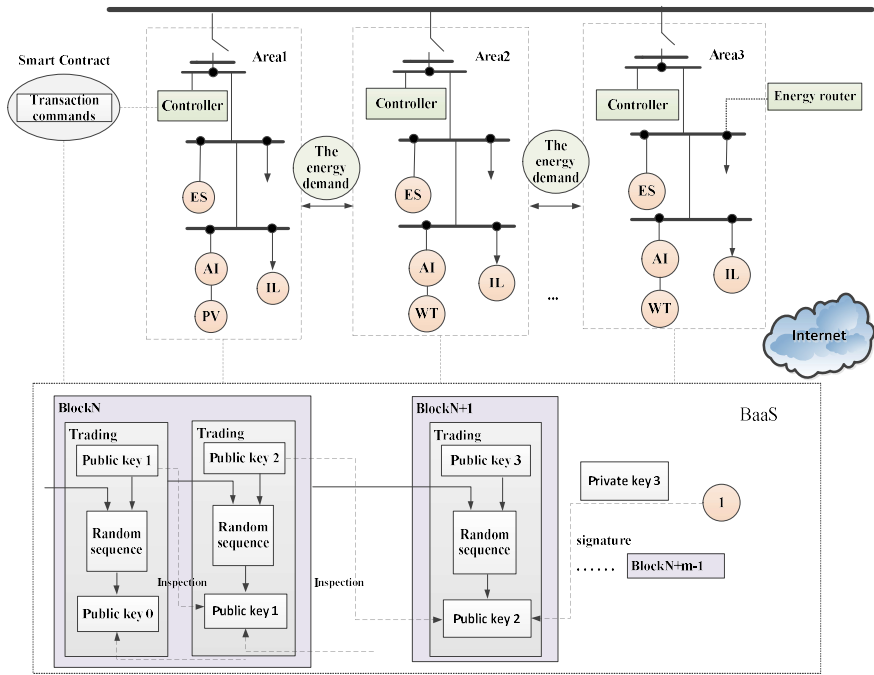 Smart Contract
Transaction
commands
Area1
Controller
ES
AI
PV
IL
The
energy
demand
Area2
Controller
ES
AI
WT
IL
The
energy
demand
...
Area3
Controller
ES
AI
WT
IL
Energy router
Internet
BaaS
BlockN
Trading
Public key 1
Random
sequence
Public key 0
Inspection
Trading
Public key 2
Random
sequence
Public key 1
Inspection
BlockN+1
Trading
Public key 3
Random
sequence
Public key 2
Private key 3
1
signature
......
BlockN+m-1